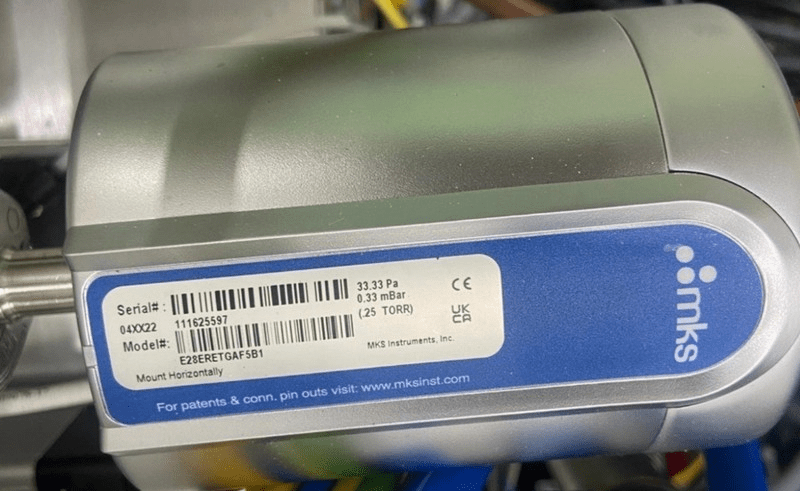 Serial# :
33.33 Pa
0.33 mBar
04XX22 111625597
(.25 TORR)
Model#:
E28ERETGAF5B1
Mount Horizontally
MKS Instruments, Inc.
CE
UK
CA
For patents & conn. pin outs visit: www.mksinst.com
mks
mks